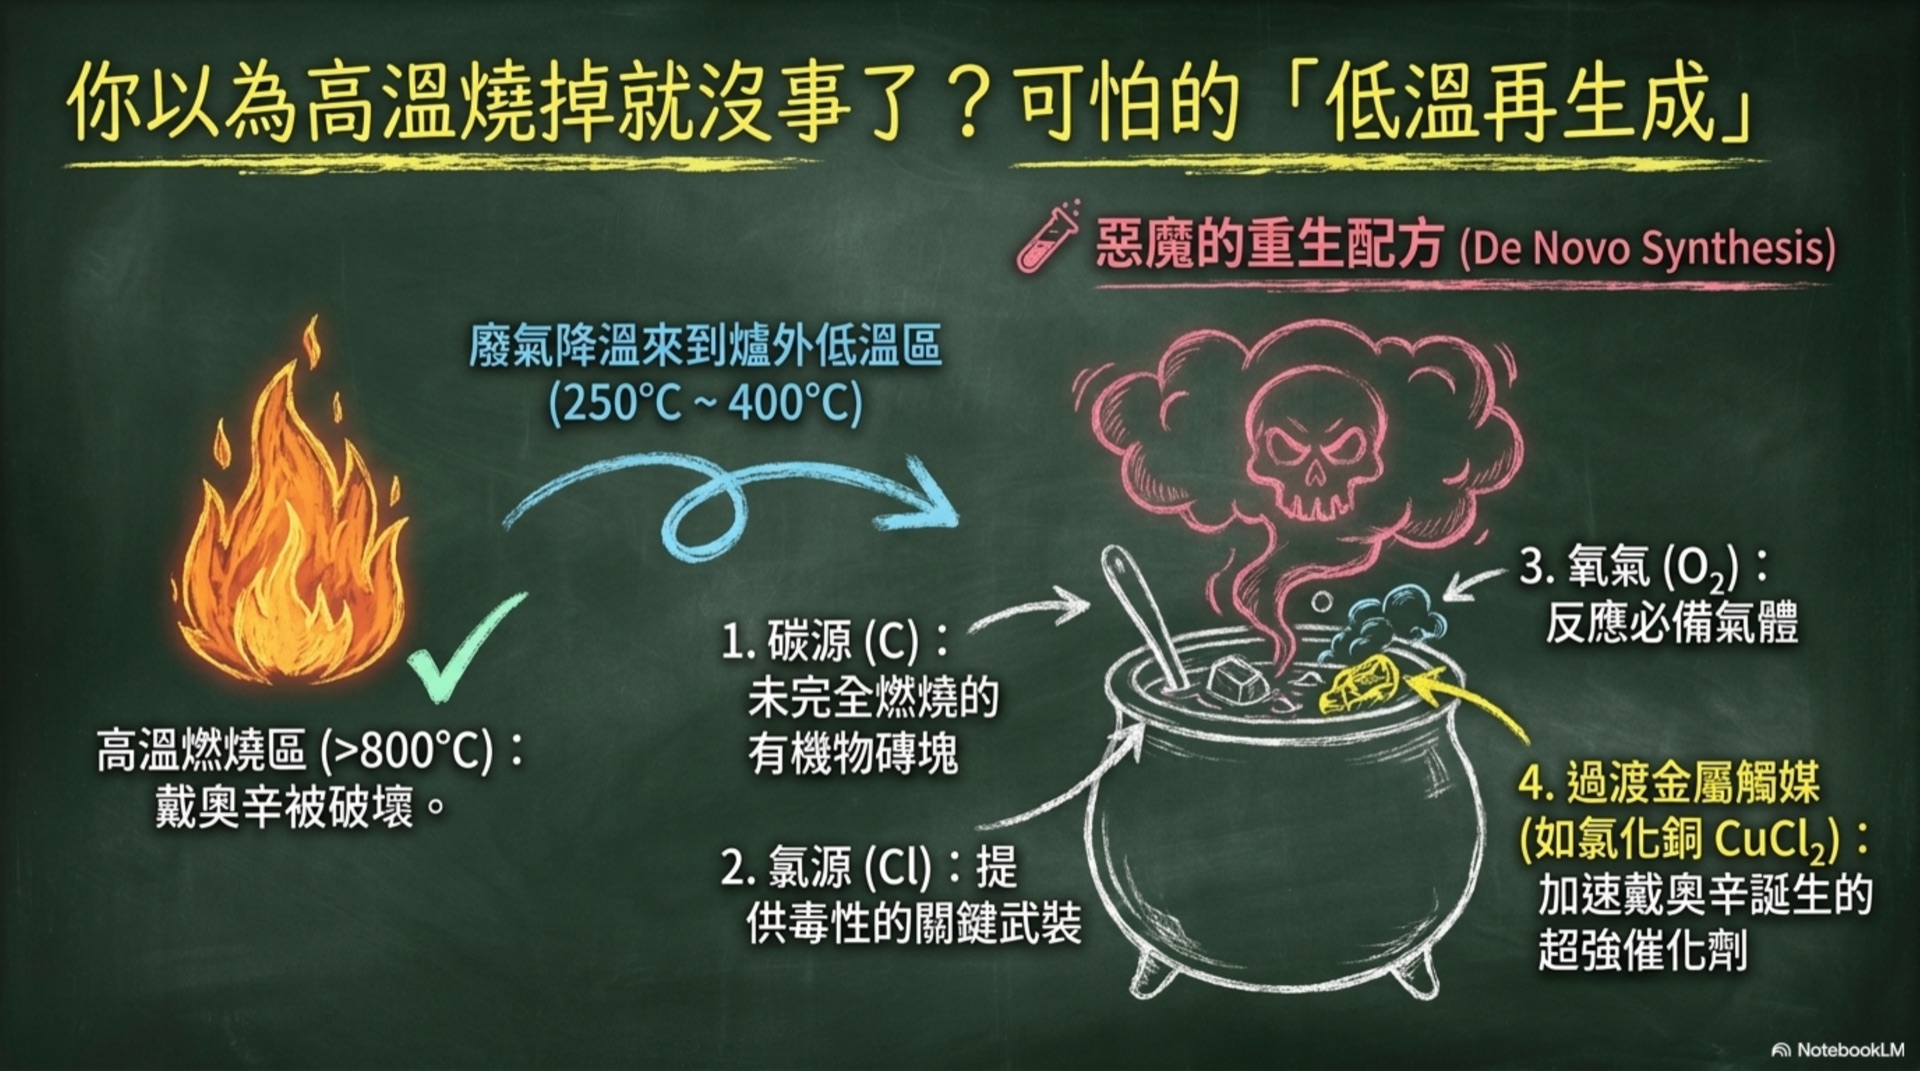 你以為高溫燒掉就沒事了？可怕的「低溫再生成」
惡魔的重生配方 (De Novo Synthesis)
廢氣降溫來到爐外低溫區
(250°C ~ 400°C)
高溫燃燒區 (>800°C)：
戴奧辛被破壞。
1. 碳源 (C)：
未完全燃燒的
有機物磚塊
2. 氯源 (Cl)：提
供毒性的關鍵武裝
3. 氧氣 (O₂)：
反應必備氣體
4. 過渡金屬觸媒
(如氯化銅 CuCl₂)：
加速戴奧辛誕生的
超強催化劑
NotebookLM